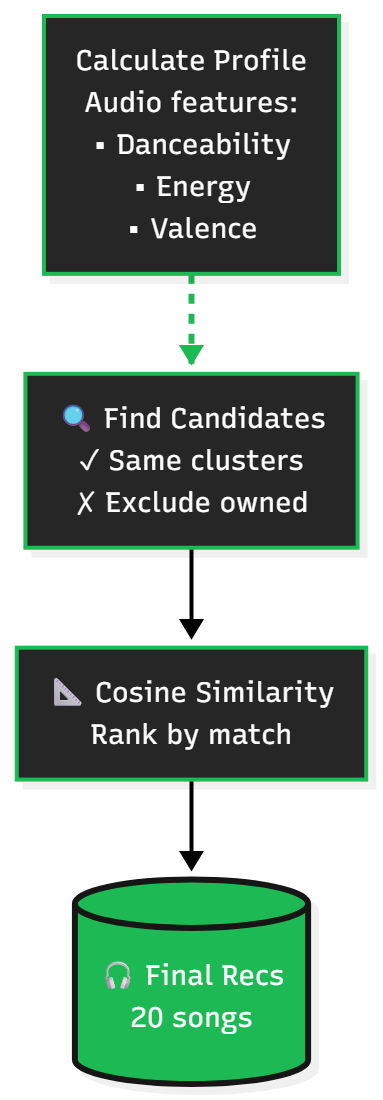 Calculate Profile
Audio features:
▪ Danceability
▪ Energy
▪ Valence
🔍 Find Candidates
✓ Same clusters
✗ Exclude owned
📐 Cosine Similarity
Rank by match
🎧 Final Recs
20 songs